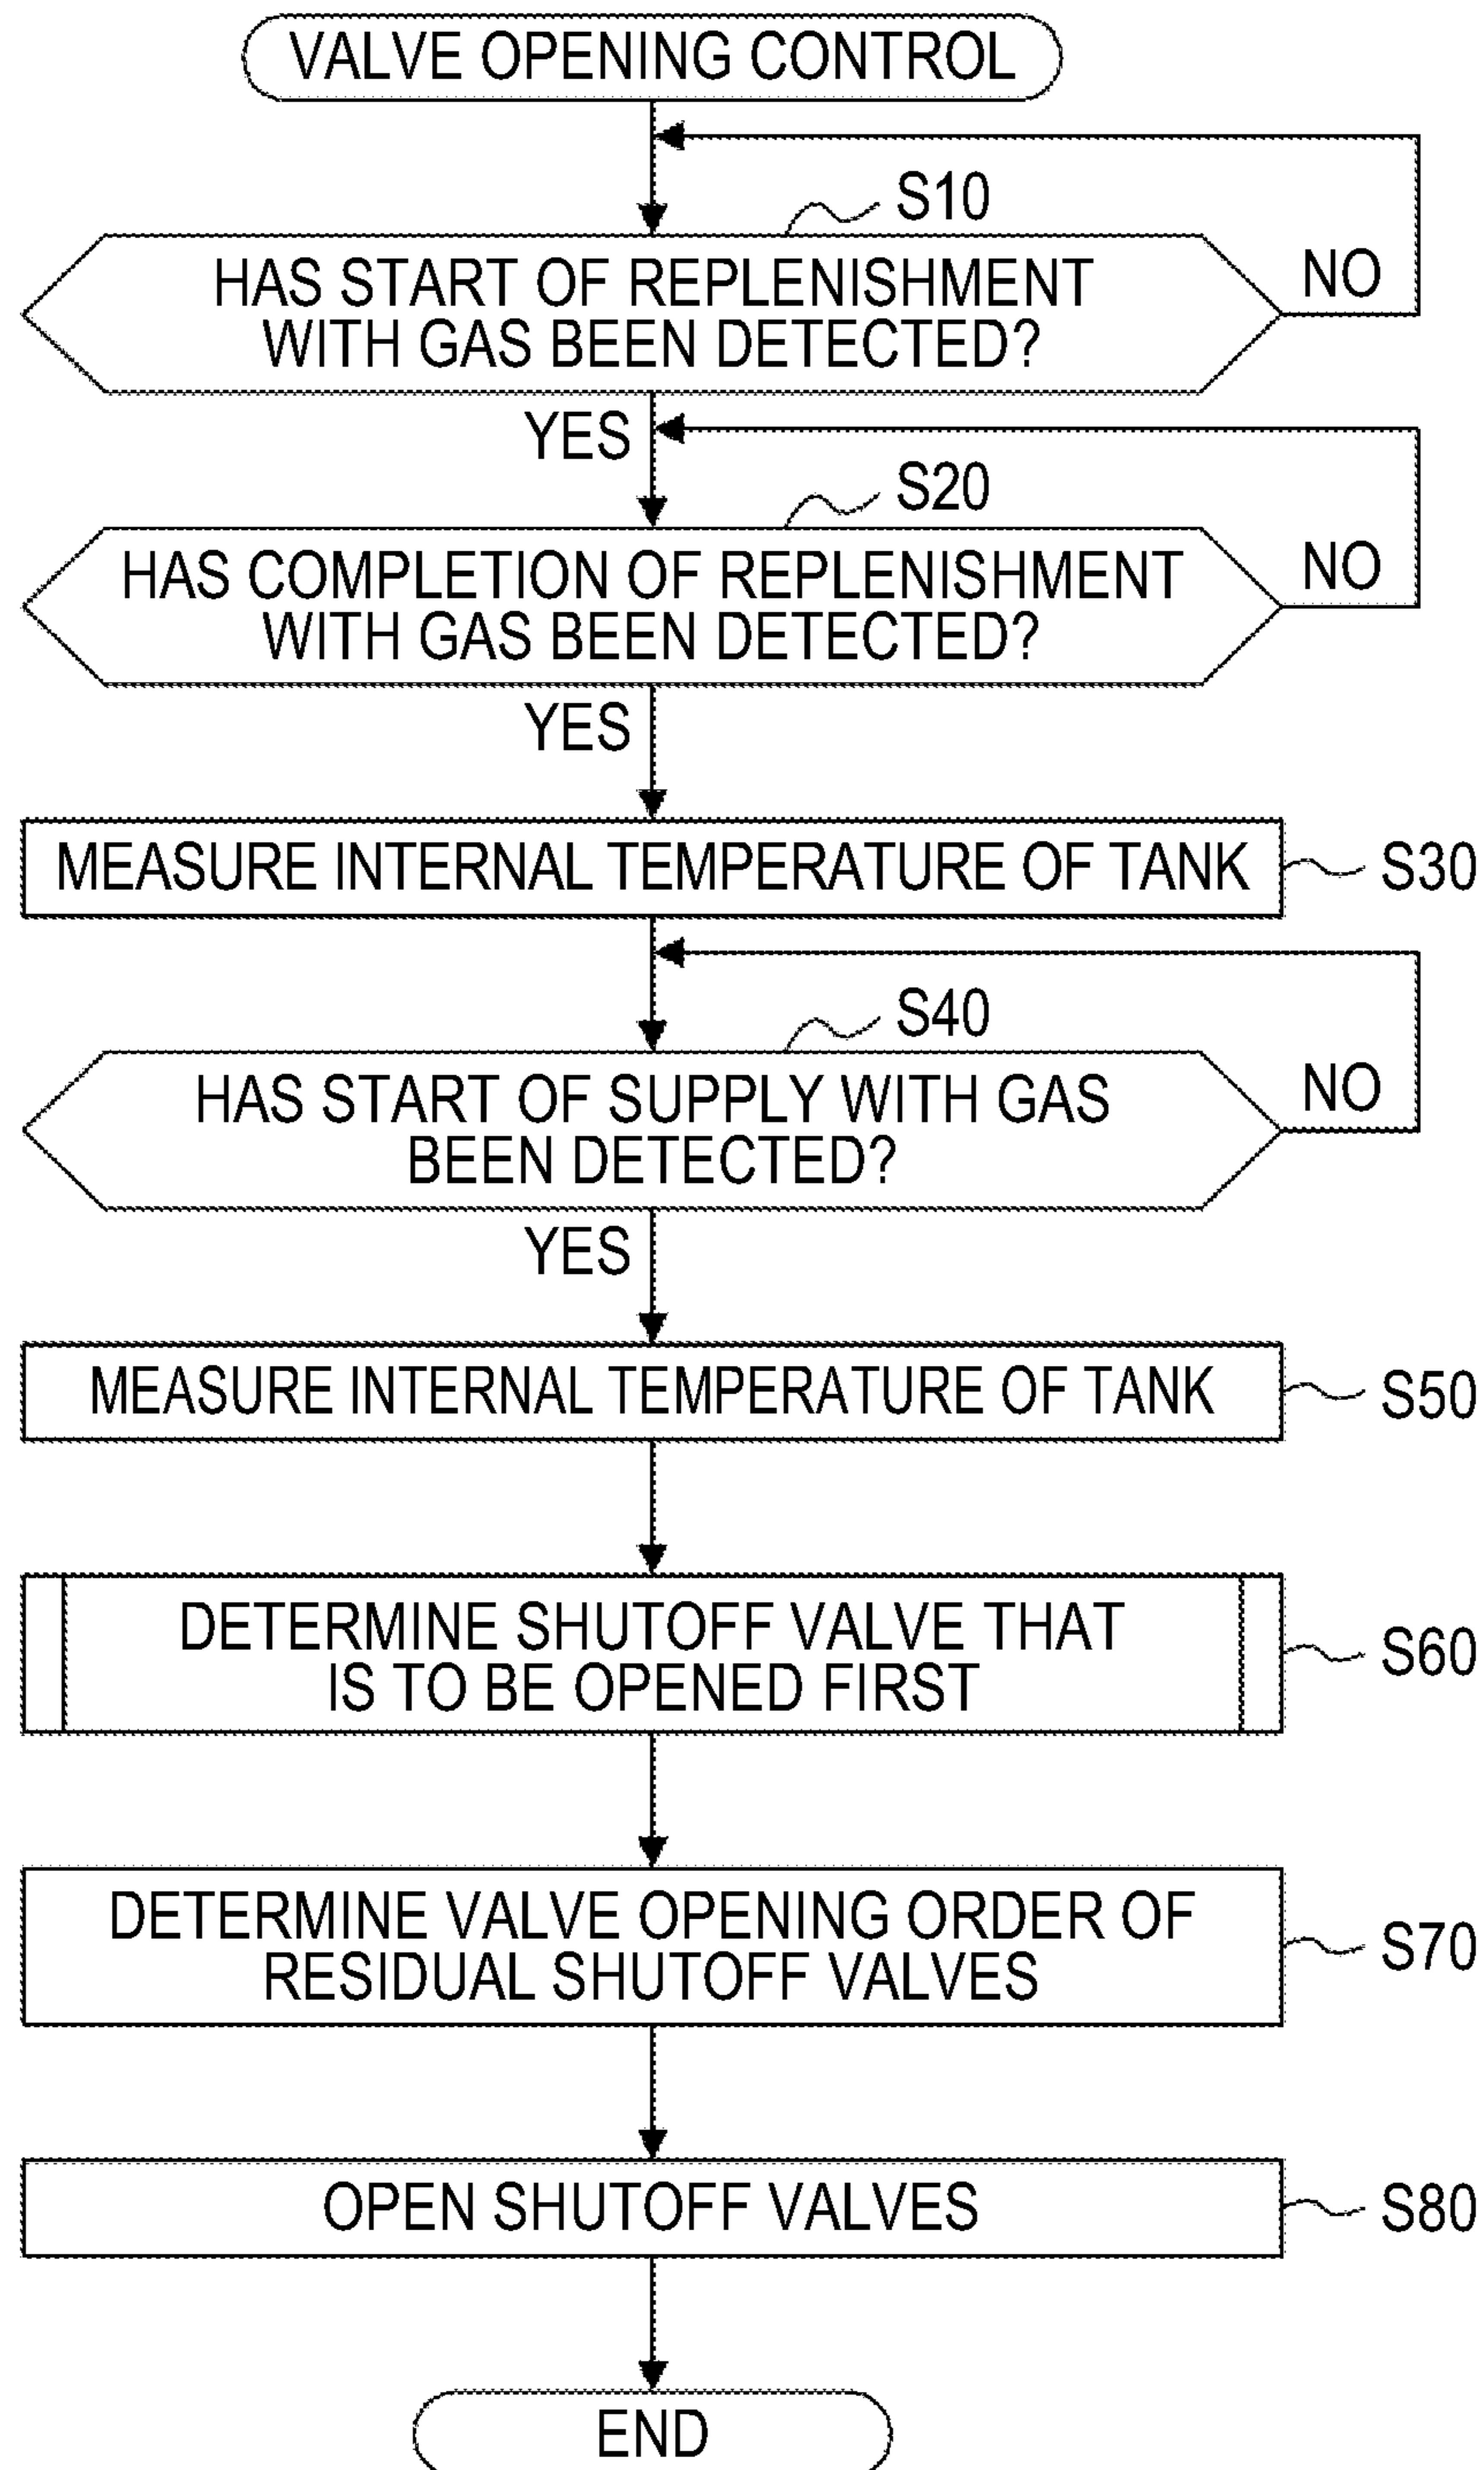 VALVE OPENING CONTROL
S10
HAS START OF REPLENISHMENT
WITH GAS BEEN DETECTED?
NO
YES
S20
HAS COMPLETION OF REPLENISHMENT
WITH GAS BEEN DETECTED?
NO
YES
MEASURE INTERNAL TEMPERATURE OF TANK
S30
S40
HAS START OF SUPPLY WITH GAS
BEEN DETECTED?
NO
YES
MEASURE INTERNAL TEMPERATURE OF TANK
S50
DETERMINE SHUTOFF VALVE THAT
IS TO BE OPENED FIRST
S60
DETERMINE VALVE OPENING ORDER OF
RESIDUAL SHUTOFF VALVES
S70
OPEN SHUTOFF VALVES
S80
END